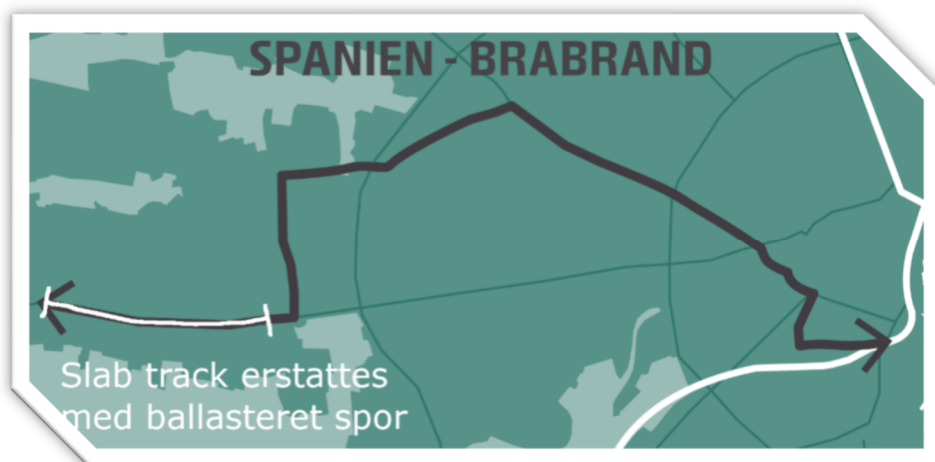 SPANIEN - BRABRAND
Slab track erstattes
med ballasteret spor